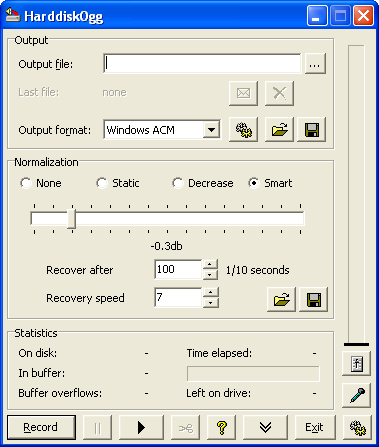 HarddiskOgg
Output
Output file:
...
Last file: none
Output format: Windows ACM
Normalization
None Static Decrease Smart
-0.3db
Recover after 100 1/10 seconds
Recovery speed 7
Statistics
On disk: - Time elapsed: -
In buffer: -
Buffer overflows: - Left on drive: -
Record ? Exit